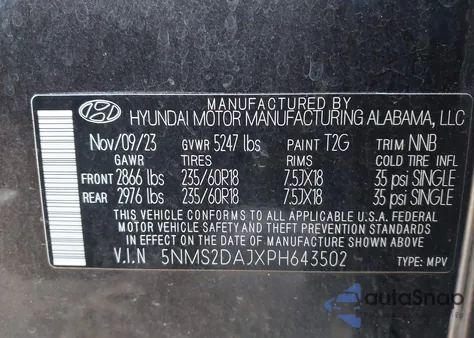 MANUFACTURED BY
HYUNDAI MOTOR MANUFACTURING ALABAMA, LLC
Nov/09/23 GVWR 5247 lbs PAINT T2G TRIM NNB
GAWR TIRES RIMS COLD TIRE INFL
FRONT 2866 lbs 235/60R18 7.5JX18 35 psi SINGLE
REAR 2976 lbs 235/60R18 7.5JX18 35 psi SINGLE
THIS VEHICLE CONFORMS TO ALL APPLICABLE U.S.A. FEDERAL
MOTOR VEHICLE SAFETY, BUMPER, AND THEFT PREVENTION STANDARDS
IN EFFECT ON THE DATE OF MANUFACTURE SHOWN ABOVE.
V.I.N 5NMS2DAJXPH643502 TYPE: MPV
autoSnap